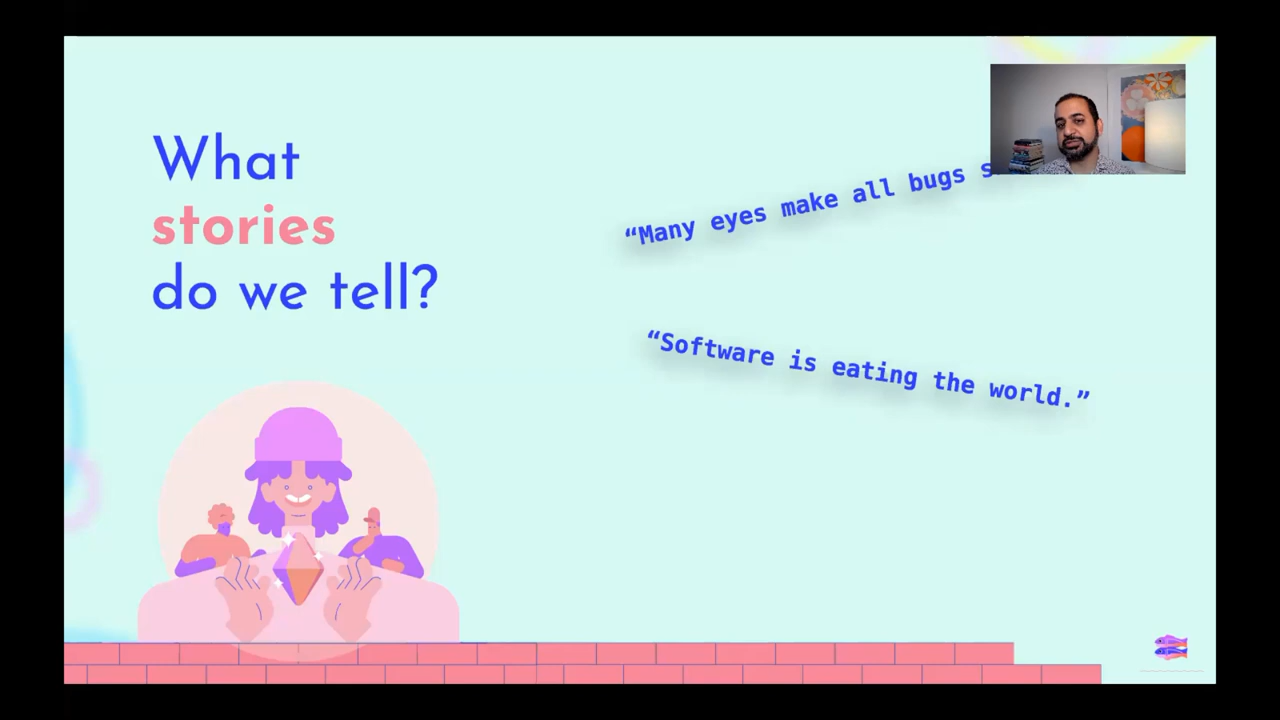 What
stories
do we tell?
“Many eyes make all bugs
“Software is eating the world.”